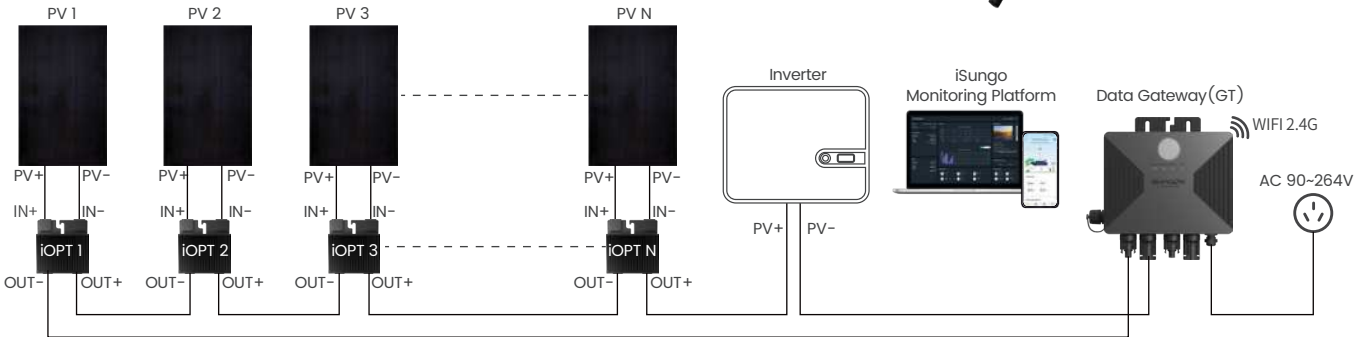 PV 1
PV 2
PV 3
PV N
Inverter
iSungo
Monitoring Platform
Data Gateway(GT)
WIFI 2.4G
AC 90~264V
PV+
PV-
PV+
PV-
PV+
PV-
PV+
PV-
IN+
IN-
IN+
IN-
IN+
IN-
IN+
IN-
PV+
PV-
iOPT 1
iOPT 2
iOPT 3
iOPT N
OUT-
OUT+
OUT-
OUT+
OUT-
OUT+
OUT-
OUT+